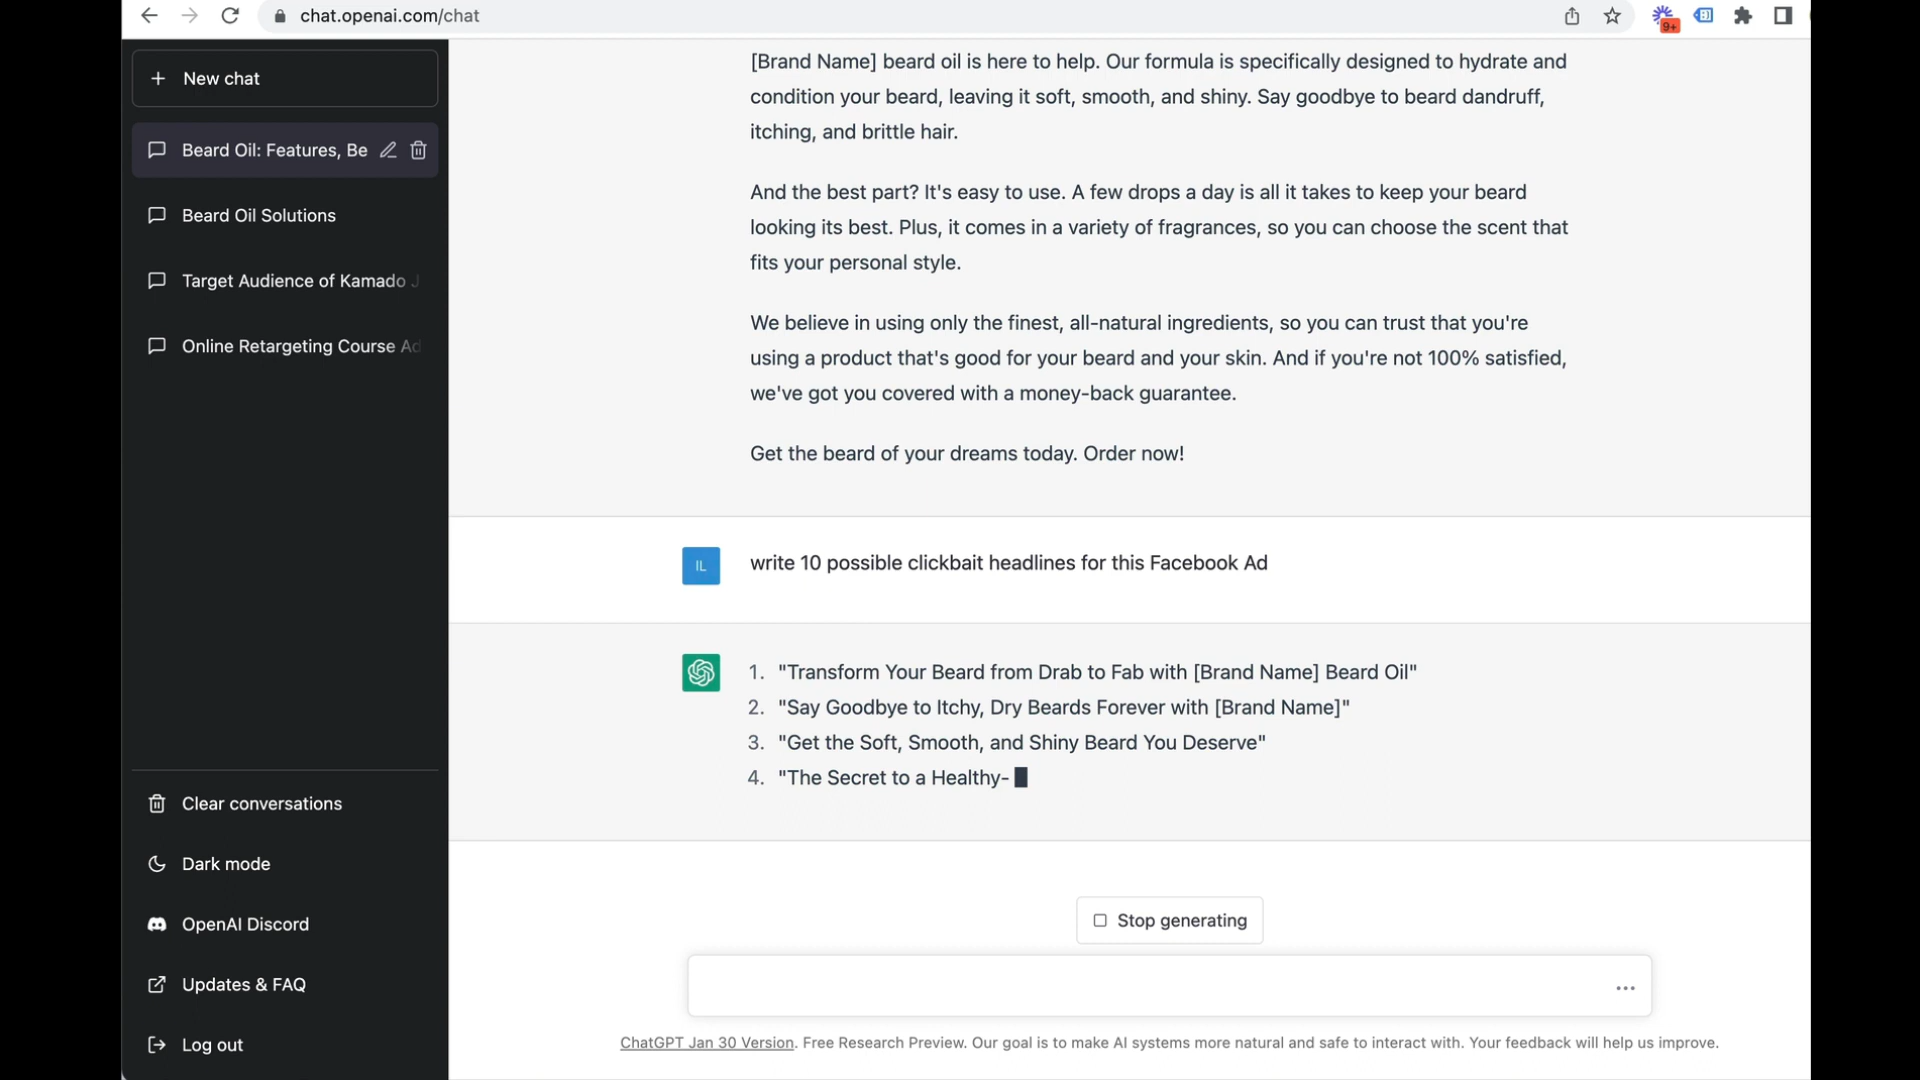 chat.openai.com/chat
9+
New chat
Beard Oil: Features, Be
Beard Oil Solutions
Target Audience of Kamado J
Online Retargeting Course Ad
Clear conversations
Dark mode
OpenAI Discord
Updates & FAQ
Log out
[Brand Name] beard oil is here to help. Our formula is specifically designed to hydrate and
condition your beard, leaving it soft, smooth, and shiny. Say goodbye to beard dandruff,
itching, and brittle hair.
And the best part? It's easy to use. A few drops a day is all it takes to keep your beard
looking its best. Plus, it comes in a variety of fragrances, so you can choose the scent that
fits your personal style.
We believe in using only the finest, all-natural ingredients, so you can trust that you're
using a product that's good for your beard and your skin. And if you're not 100% satisfied,
we've got you covered with a money-back guarantee.
Get the beard of your dreams today. Order now!
IL
write 10 possible clickbait headlines for this Facebook Ad
1. "Transform Your Beard from Drab to Fab with [Brand Name] Beard Oil"
2. "Say Goodbye to Itchy, Dry Beards Forever with [Brand Name]"
3. "Get the Soft, Smooth, and Shiny Beard You Deserve"
4. "The Secret to a Healthy-
Stop generating
ChatGPT Jan 30 Version. Free Research Preview. Our goal is to make AI systems more natural and safe to interact with. Your feedback will help us improve.